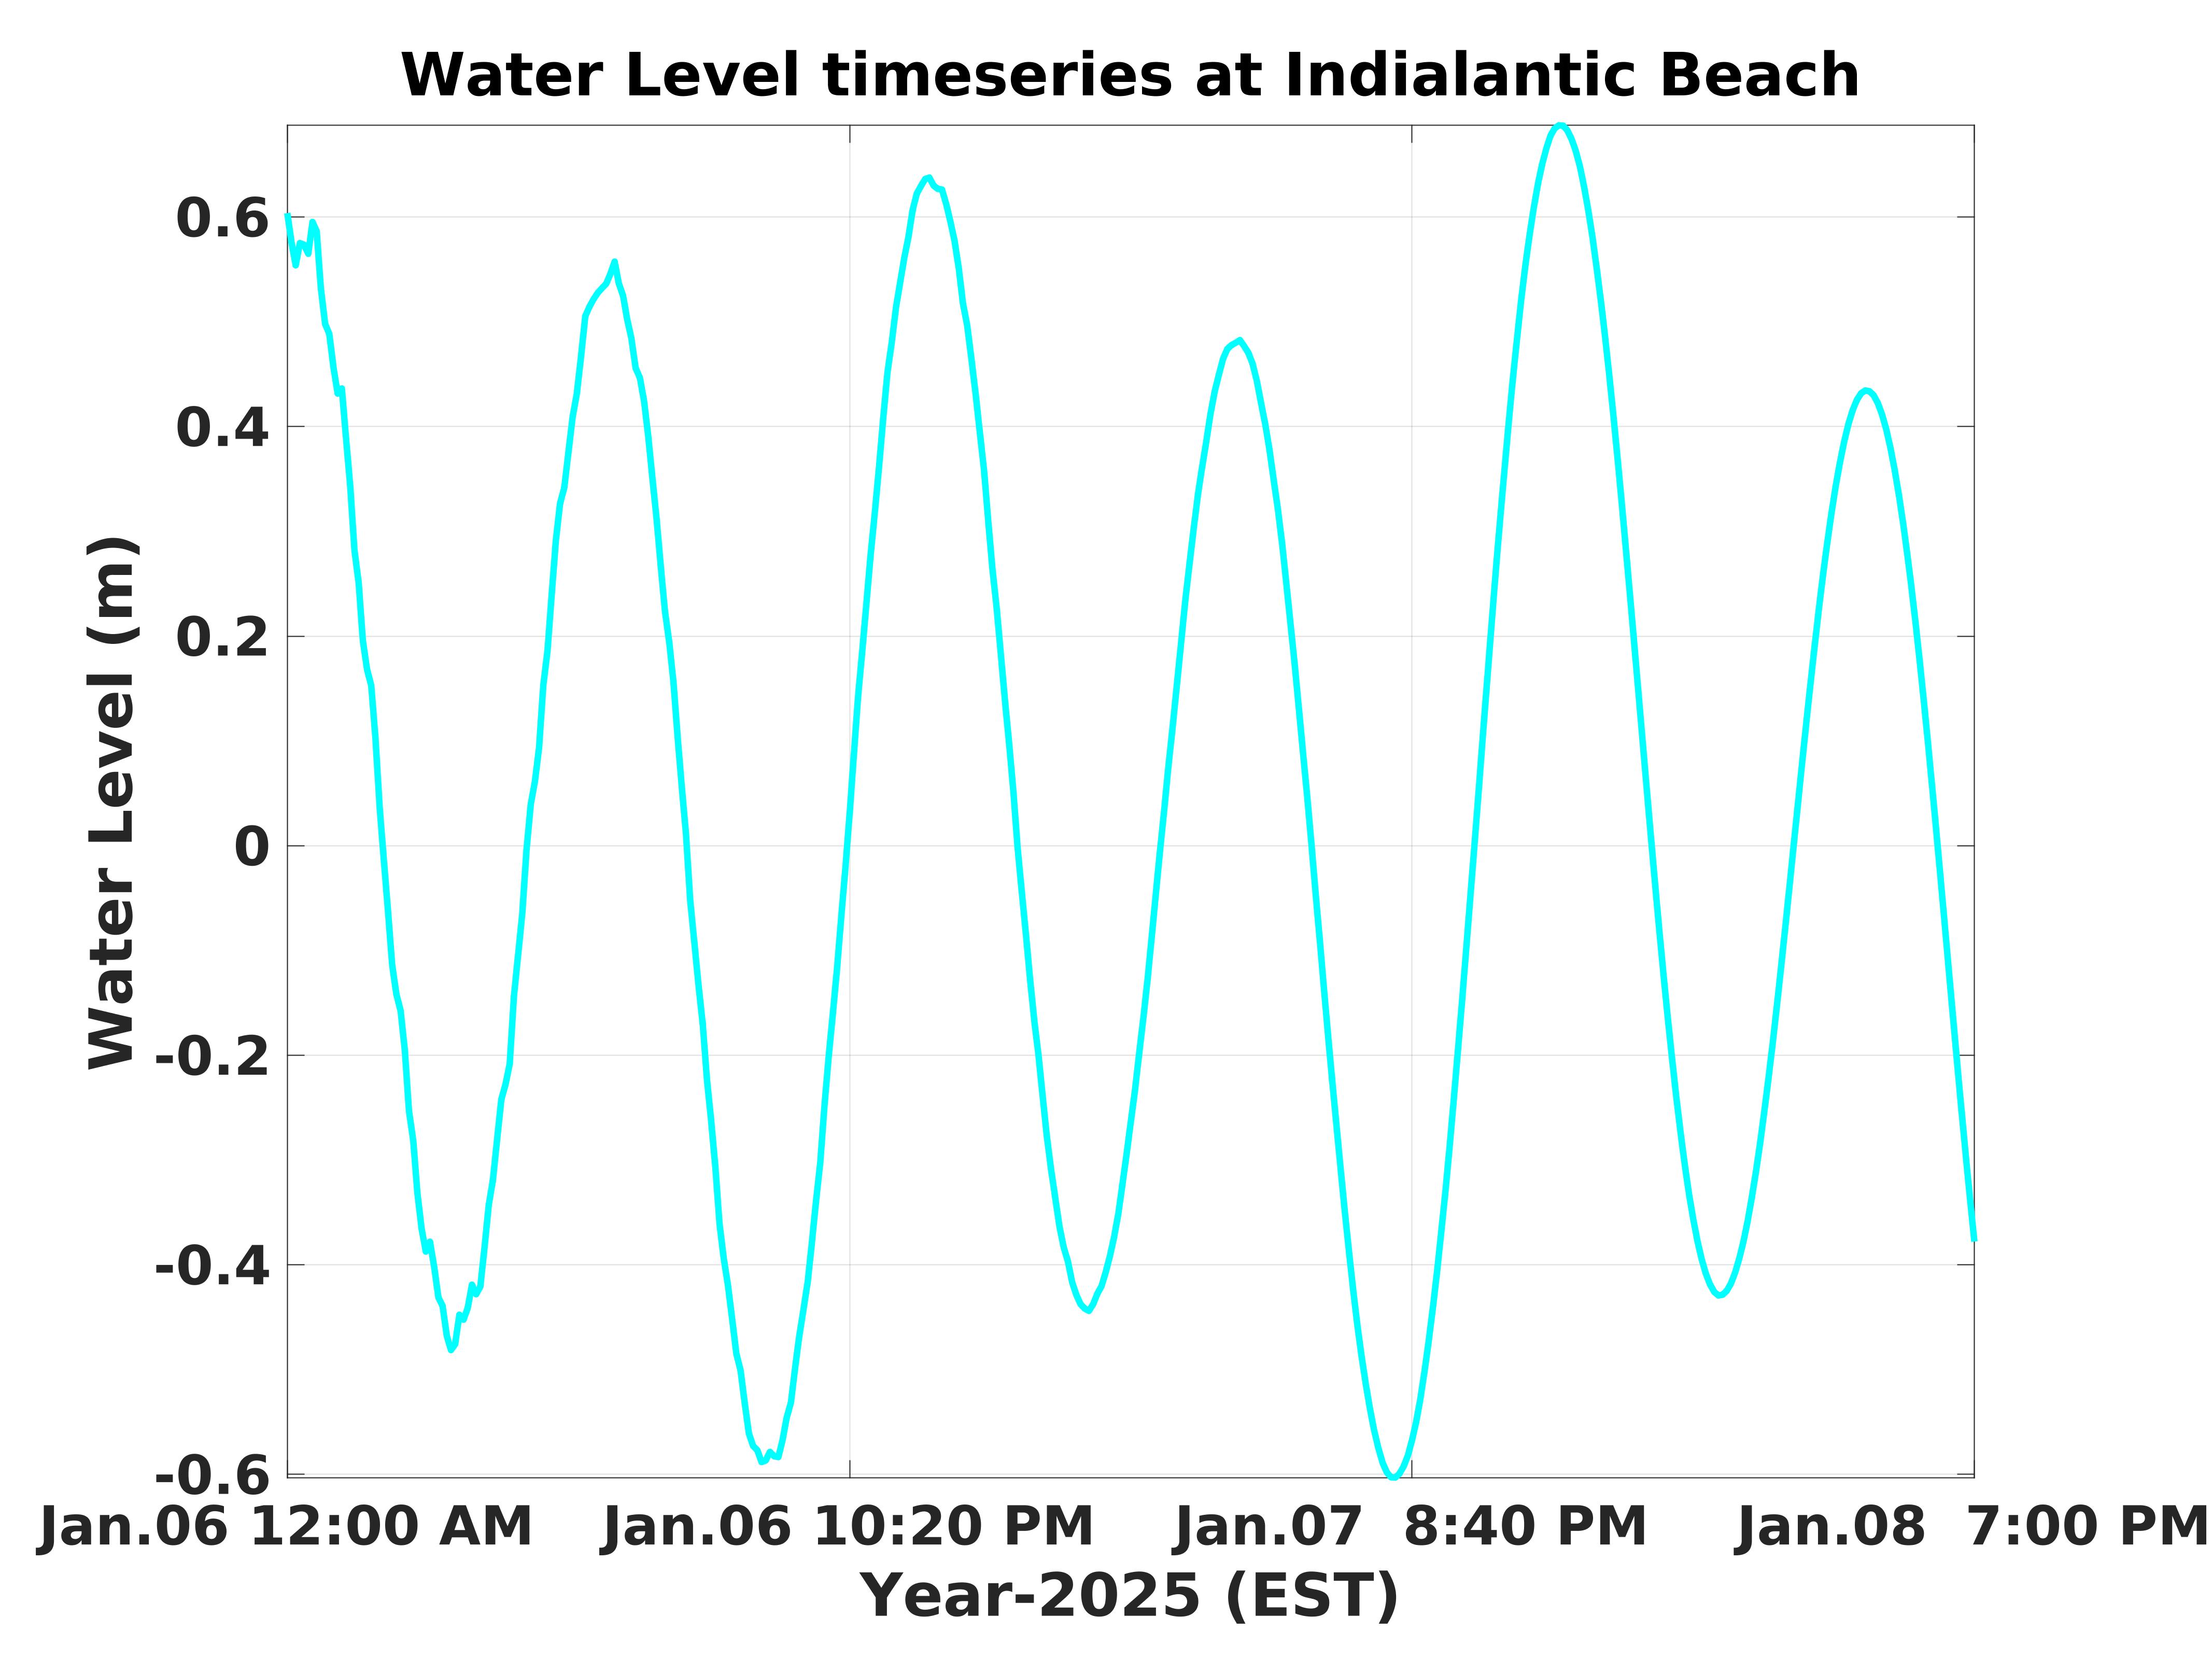 Water Level timeseries at Indialantic Beach
Water Level (m)
0.6
0.4
0.2
0
-0.2
-0.4
-0.6
Jan.06 12:00 AM Jan.06 10:20 PM Jan.07 8:40 PM Jan.08 7:00 PM
Year-2025 (EST)